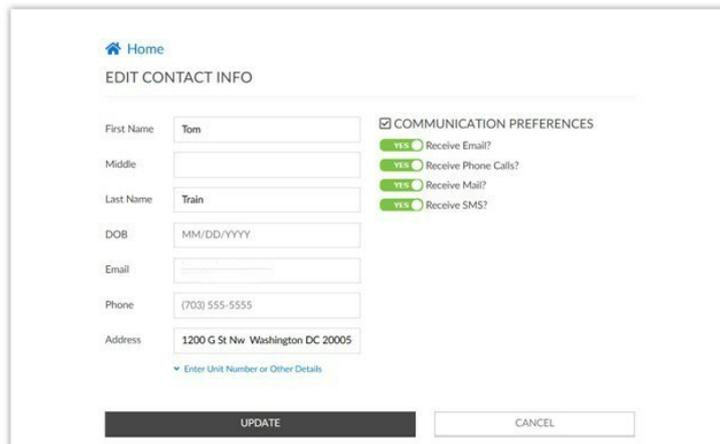 Home
EDIT CONTACT INFO
First Name Tom
Middle
Last Name Train
DOB MM/DD/YYYY
Email
Phone (703) 555-5555
Address 1200 G St Nw Washington DC 20005
Enter Unit Number or Other Details
COMMUNICATION PREFERENCES
YES Receive Email?
YES Receive Phone Calls?
YES Receive Mail?
YES Receive SMS?
UPDATE CANCEL